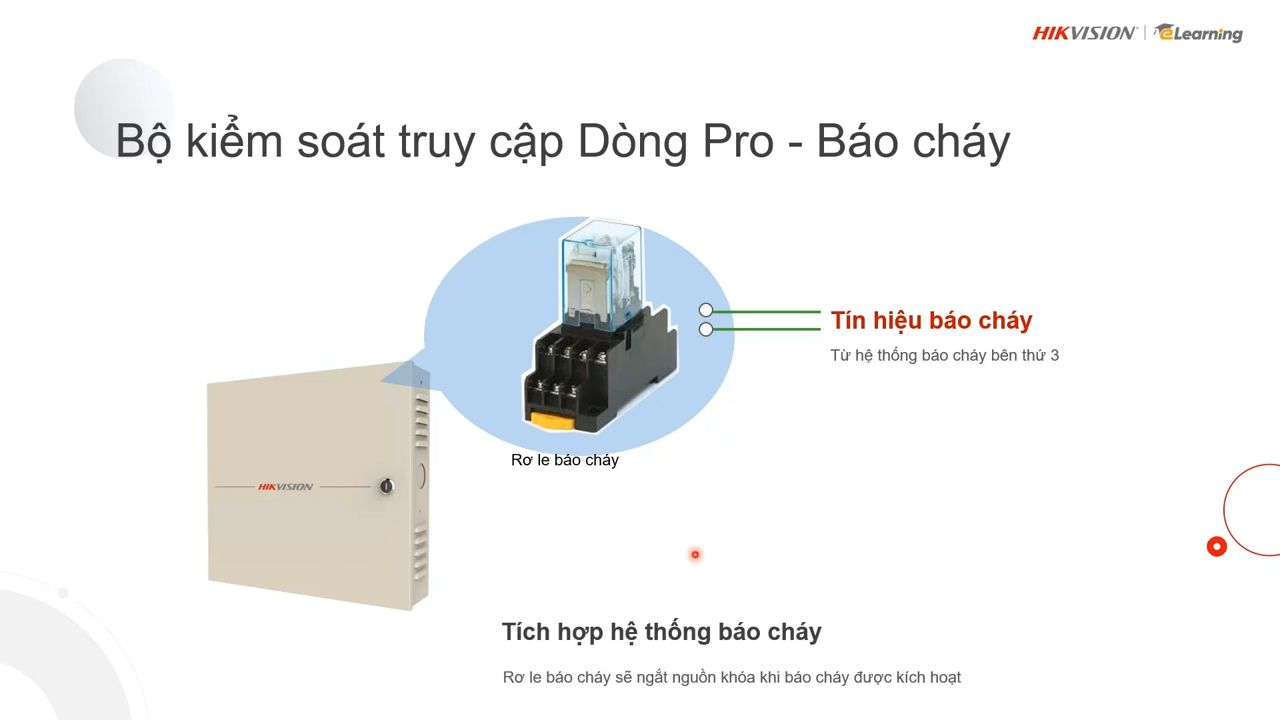 HIKVISION eLearning
Bộ kiểm soát truy cập Dòng Pro - Báo cháy
Tín hiệu báo cháy
Từ hệ thống báo cháy bên thứ 3
Rơ le báo cháy
HIKVISION
Tích hợp hệ thống báo cháy
Rơ le báo cháy sẽ ngắt nguồn khóa khi báo cháy được kích hoạt